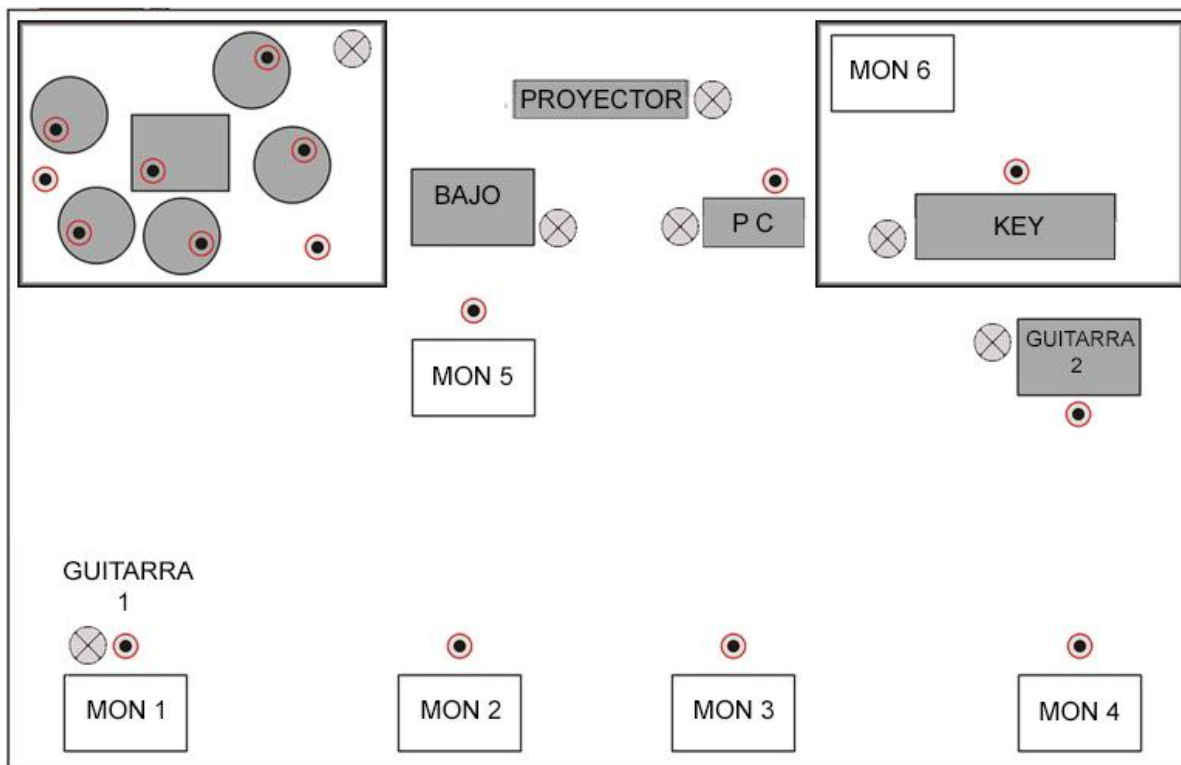 MON 6
PROYECTOR
BAJO
P C
KEY
GUITARRA
2
MON 5
GUITARRA
1
MON 1
MON 2
MON 3
MON 4